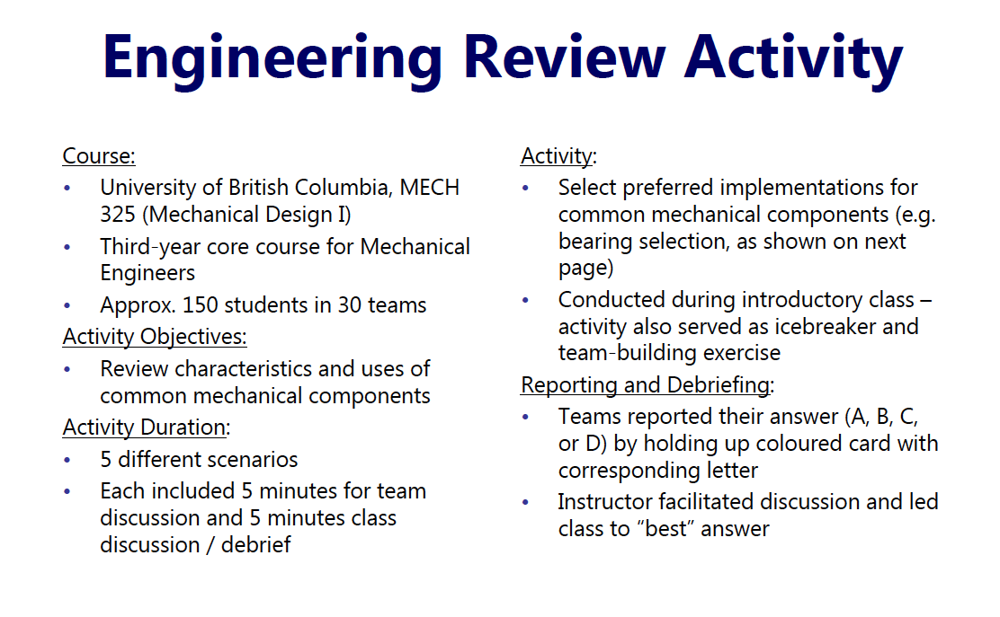 Engineering Review Activity
Course:
• University of British Columbia, MECH
325 (Mechanical Design I)
• Third-year core course for Mechanical
Engineers
• Approx. 150 students in 30 teams
Activity Objectives:
• Review characteristics and uses of
common mechanical components
Activity Duration:
• 5 different scenarios
• Each included 5 minutes for team
discussion and 5 minutes class
discussion / debrief
Activity:
• Select preferred implementations for
common mechanical components (e.g.
bearing selection, as shown on next
page)
• Conducted during introductory class –
activity also served as icebreaker and
team-building exercise
Reporting and Debriefing:
• Teams reported their answer (A, B, C,
or D) by holding up coloured card with
corresponding letter
• Instructor facilitated discussion and led
class to “best” answer